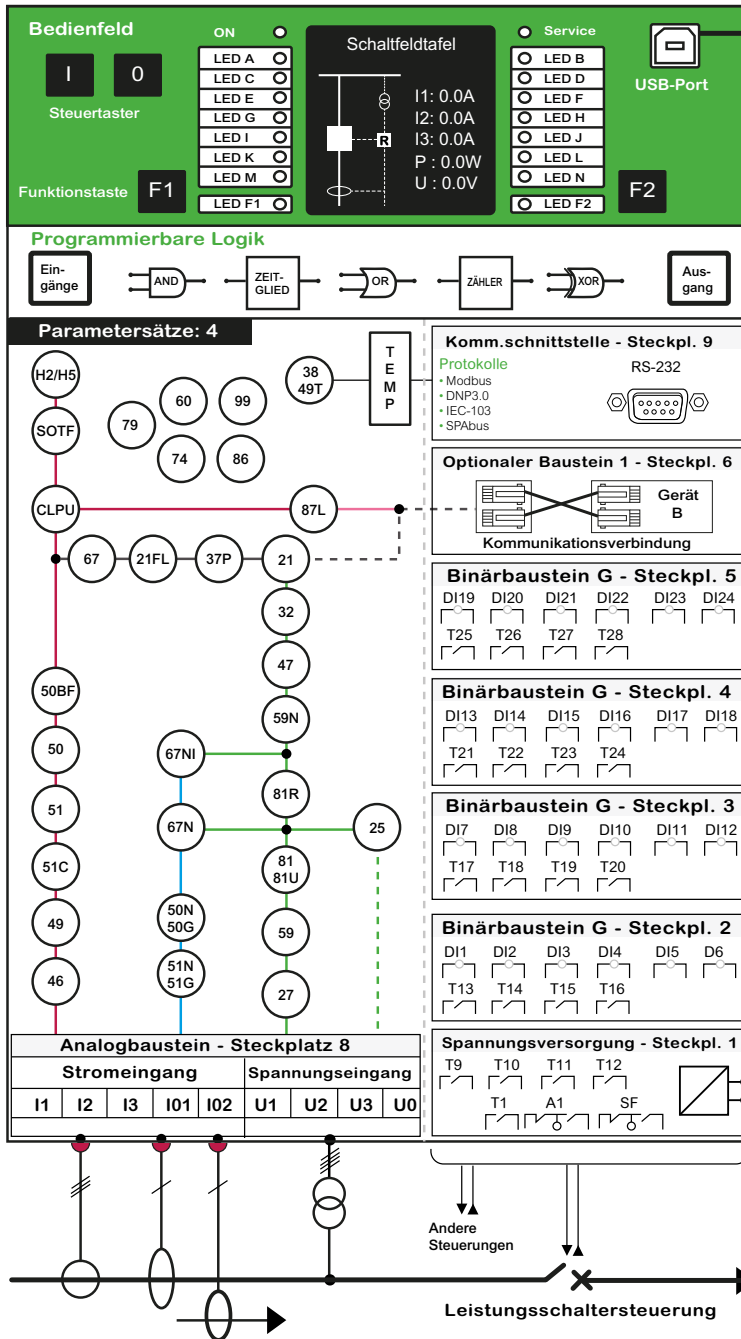 Bedienfeld
ON
Schaltfeldtafel
Service
I
0
Steuertaster
LED A
LED C
LED E
LED G
LED I
LED K
LED M
LED F1
I1: 0.0A
I2: 0.0A
I3: 0.0A
P : 0.0W
U : 0.0V
R
LED B
LED D
LED F
LED H
LED J
LED L
LED N
LED F2
USB-Port
Funktionstaste
F1
F2
Programmierbare Logik
Ein-
gänge
AND
ZEIT-
GLIED
OR
ZÄHLER
XOR
Aus-
gang
Parametersätze: 4
H2/H5
SOTF
CLPU
79
60
99
74
86
38
49T
T
E
M
P
87L
67
21FL
37P
21
32
47
59N
50BF
50
51
51C
49
46
67NI
67N
50N
50G
51N
51G
81R
81
81U
59
27
25
Komm.schnittstelle - Steckpl. 9
Protokolle
• Modbus
• DNP3.0
• IEC-103
• SPAbus
RS-232
Optionaler Baustein 1 - Steckpl. 6
Gerät
B
Kommunikationsverbindung
Binärbaustein G - Steckpl. 5
DI19 DI20 DI21 DI22 DI23 DI24
T25 T26 T27 T28
Binärbaustein G - Steckpl. 4
DI13 DI14 DI15 DI16 DI17 DI18
T21 T22 T23 T24
Binärbaustein G - Steckpl. 3
DI7 DI8 DI9 DI10 DI11 DI12
T17 T18 T19 T20
Binärbaustein G - Steckpl. 2
DI1 DI2 DI3 DI4 DI5 D6
T13 T14 T15 T16
Spannungsversorgung - Steckpl. 1
T9 T10 T11 T12
T1 A1 SF
Analogbaustein - Steckplatz 8
Stromeingang
Spannungseingang
I1 I2 I3 I01 I02 U1 U2 U3 U0
Andere
Steuerungen
Leistungsschaltersteuerung